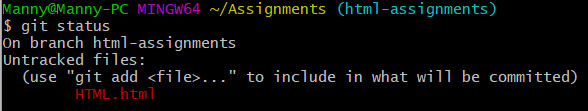 Manny@Manny-PC MINGW64 ~/Assignments (html-assignments)
$ git status
On branch html-assignments
Untracked files:
  (use "git add <file>..." to include in what will be committed)
        HTML.html